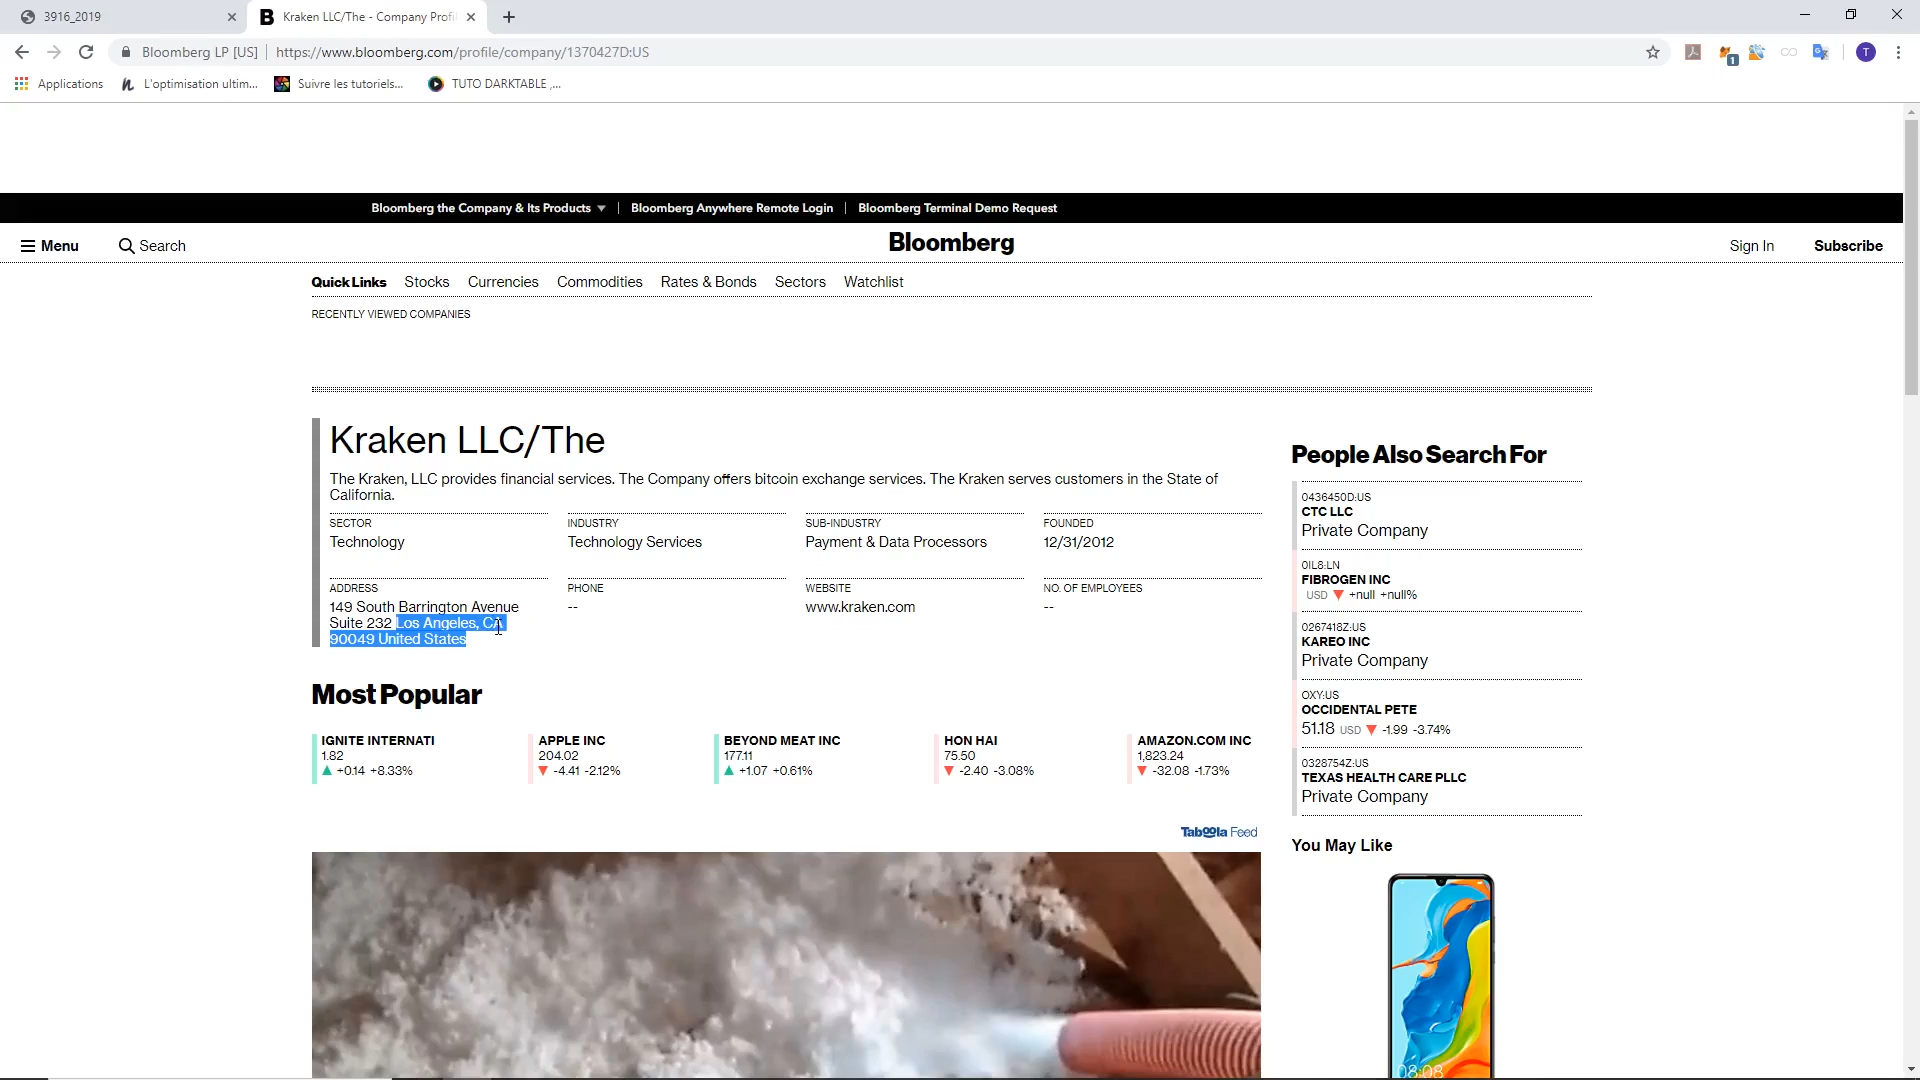 3916_2019
Kraken LLC/The - Company Profi
Bloomberg LP [US] | https://www.bloomberg.com/profile/company/1370427D:US
1
T
Applications
L'optimisation ultim...
Suivre les tutoriels...
TUTO DARKTABLE ,...
Bloomberg the Company & Its Products ▼ | Bloomberg Anywhere Remote Login | Bloomberg Terminal Demo Request
Menu
Search
Bloomberg
Sign In
Subscribe
Quick Links Stocks Currencies Commodities Rates & Bonds Sectors Watchlist
RECENTLY VIEWED COMPANIES
Kraken LLC/The
The Kraken, LLC provides financial services. The Company offers bitcoin exchange services. The Kraken serves customers in the State of
California.
SECTOR
Technology
INDUSTRY
Technology Services
SUB-INDUSTRY
Payment & Data Processors
FOUNDED
12/31/2012
ADDRESS
149 South Barrington Avenue
Suite 232 Los Angeles, CA
90049 United States
PHONE
--
WEBSITE
www.kraken.com
NO. OF EMPLOYEES
--
Most Popular
IGNITE INTERNATI
1.82
▲ +0.14 +8.33%
APPLE INC
204.02
▼ -4.41 -2.12%
BEYOND MEAT INC
177.11
▲ +1.07 +0.61%
HON HAI
75.50
▼ -2.40 -3.08%
AMAZON.COM INC
1,823.24
▼ -32.08 -1.73%
Taboola Feed
People Also Search For
0436450D:US
CTC LLC
Private Company
0IL8:LN
FIBROGEN INC
USD ▼ +null +null%
0267418Z:US
KAREO INC
Private Company
OXY:US
OCCIDENTAL PETE
51.18 USD ▼ -1.99 -3.74%
0328754Z:US
TEXAS HEALTH CARE PLLC
Private Company
You May Like
08:08